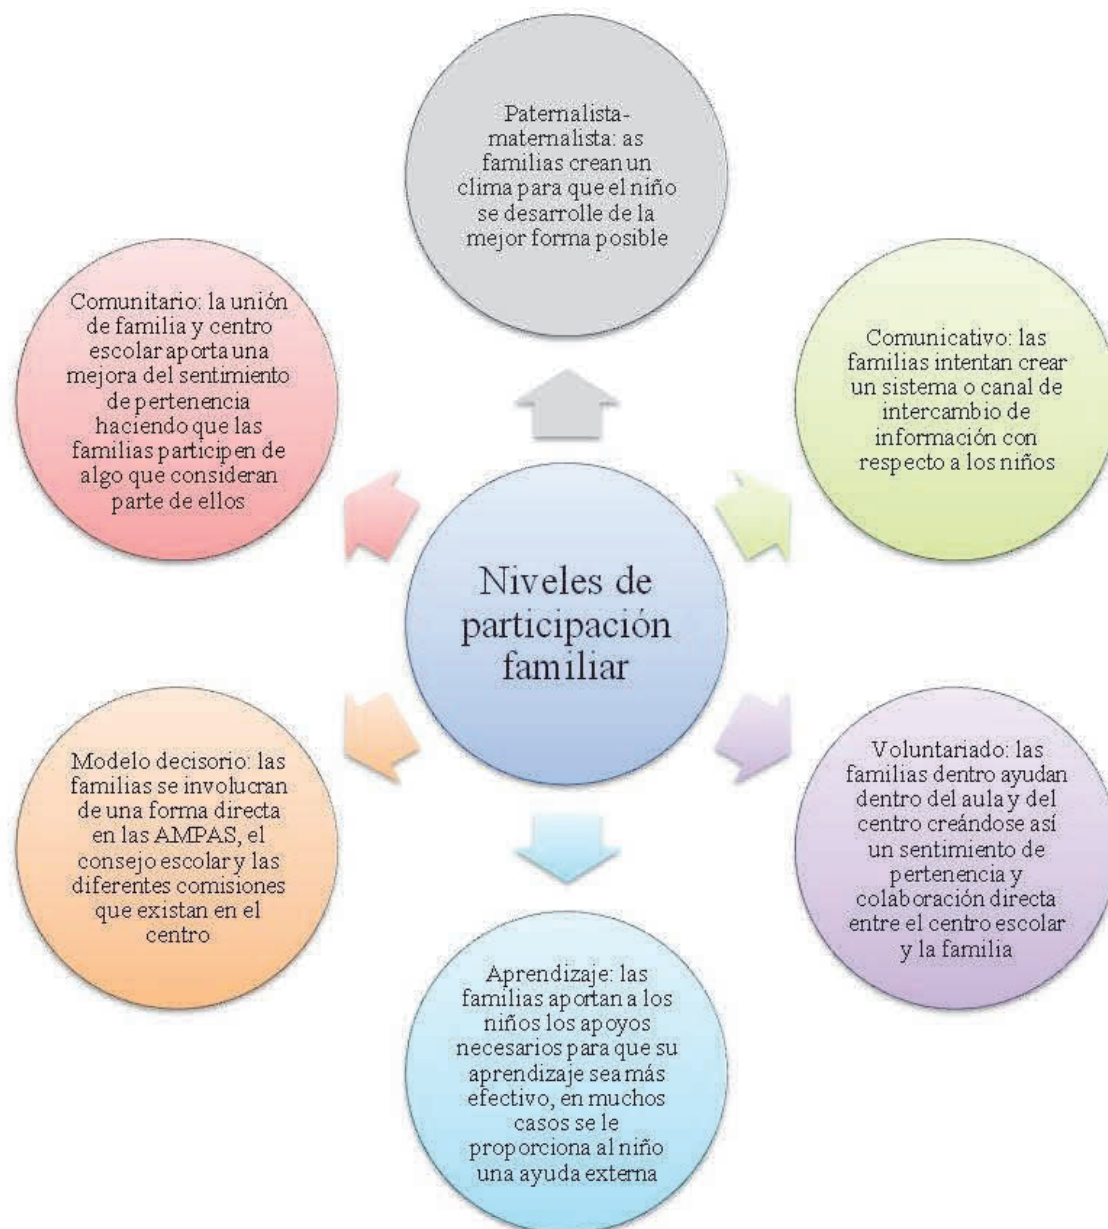 Paternalista-
maternalista: as
familias crean un
clima para que el niño
se desarrolle de la
mejor forma posible
Comunicativo: las
familias intentan crear
un sistema o canal de
intercambio de
información con
respecto a los niños
Voluntariado: las
familias dentro ayudan
dentro del aula y del
centro creándose así
un sentimiento de
pertenencia y
colaboración directa
entre el centro escolar
y la familia
Aprendizaje: las
familias aportan a los
niños los apoyos
necesarios para que su
aprendizaje sea más
efectivo, en muchos
casos se le
proporciona al niño
una ayuda externa
Modelo decisorio: las
familias se involucran
de una forma directa
en las AMPAS, el
consejo escolar y las
diferentes comisiones
que existan en el
centro
Comunitario: la unión
de familia y centro
escolar aporta una
mejora del sentimiento
de pertenencia
haciendo que las
familias participen de
algo que consideran
parte de ellos
Niveles de
participación
familiar